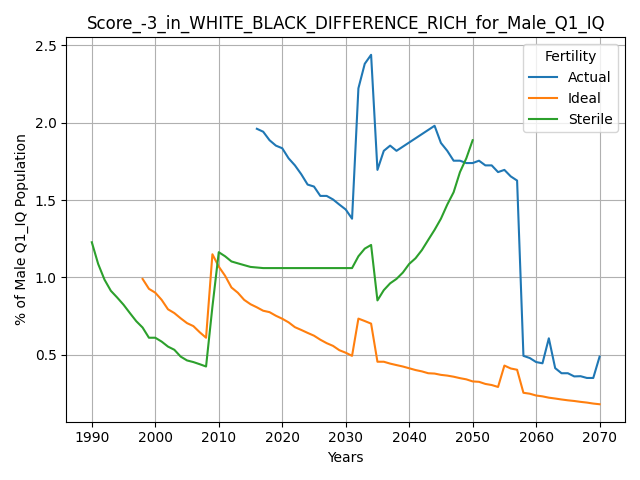 Score_-3_in_WHITE_BLACK_DIFFERENCE_RICH_for_Male_Q1_IQ
Fertility
Actual
Ideal
Sterile
% of Male Q1_IQ Population
2.5
2.0
1.5
1.0
0.5
1990 2000 2010 2020 2030 2040 2050 2060 2070
Years